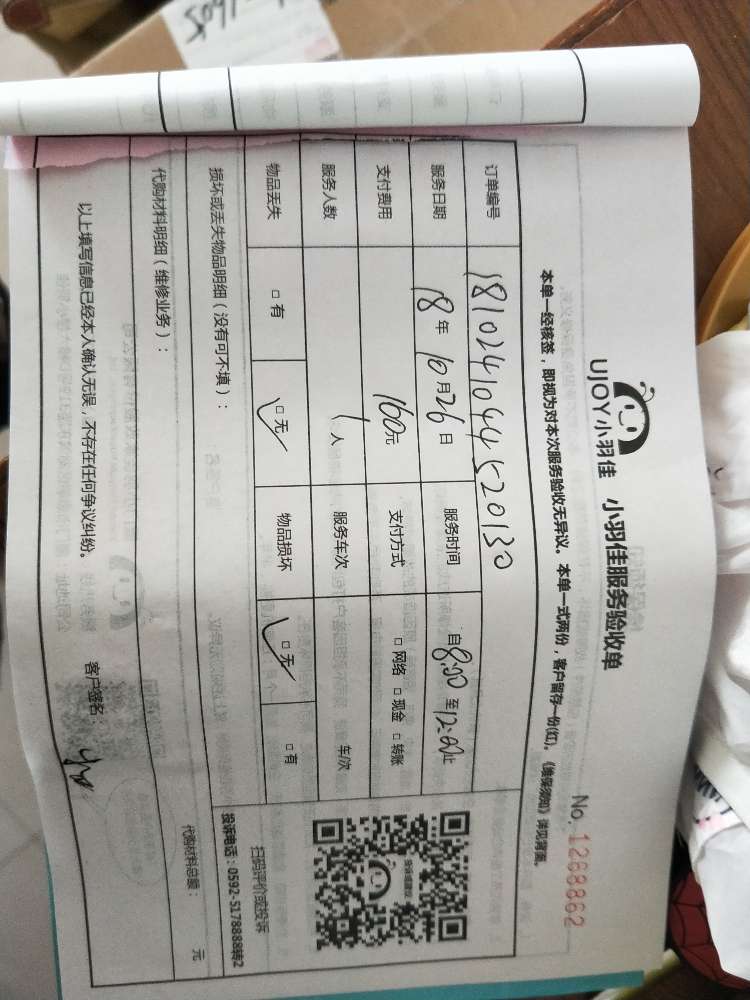 UJOY小羽佳 小羽佳服务验收单
No. 1268862
本单一经核签，即视为对本次服务验收无异议。本单一式两份，客户留存一份(红)。《维保须知》详见背面。
订单编号 1810241044520130
服务日期 18年10月26日 服务时间 自8:00至12:00止
支付费用 160元 支付方式 □网络 □现金 □转账
服务人数 1人 服务车次 车/次
物品丢失 □有 □无 物品损坏 □无 □有
扫码评价或投诉
投诉电话：0592-5178888转2
损坏或丢失物品明细（没有可不填）：
代购材料明细（维修业务）： 代购材料总额： 元
以上填写信息已经本人确认无误，不存在任何争议纠纷。 客户签名